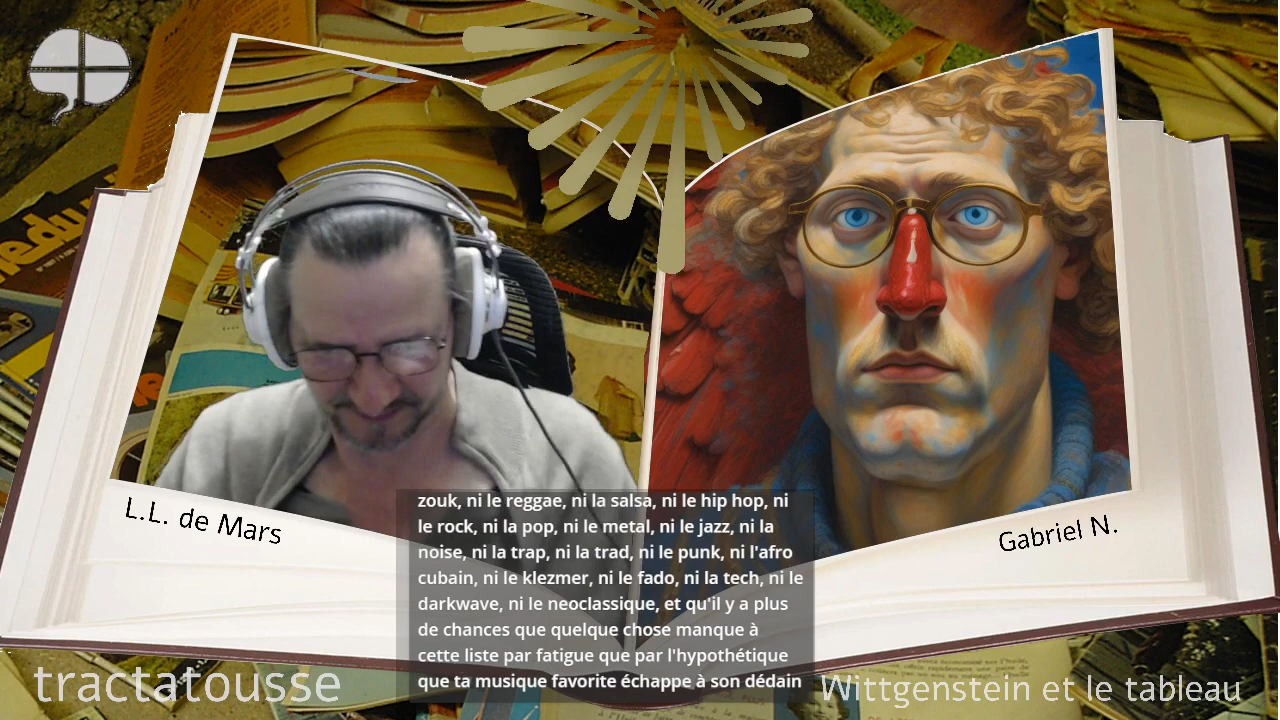 L.L. de Mars
Gabriel N.
zouk, ni le reggae, ni la salsa, ni le hip hop, ni
le rock, ni la pop, ni le metal, ni le jazz, ni la
noise, ni la trap, ni la trad, ni le punk, ni l'afro
cubain, ni le klezmer, ni le fado, ni la tech, ni le
darkwave, ni le neoclassique, et qu'il y a plus
de chances que quelque chose manque à
cette liste par fatigue que par l'hypothétique
que ta musique favorite échappe à son dédain
tractatousse
Wittgenstein et le tableau